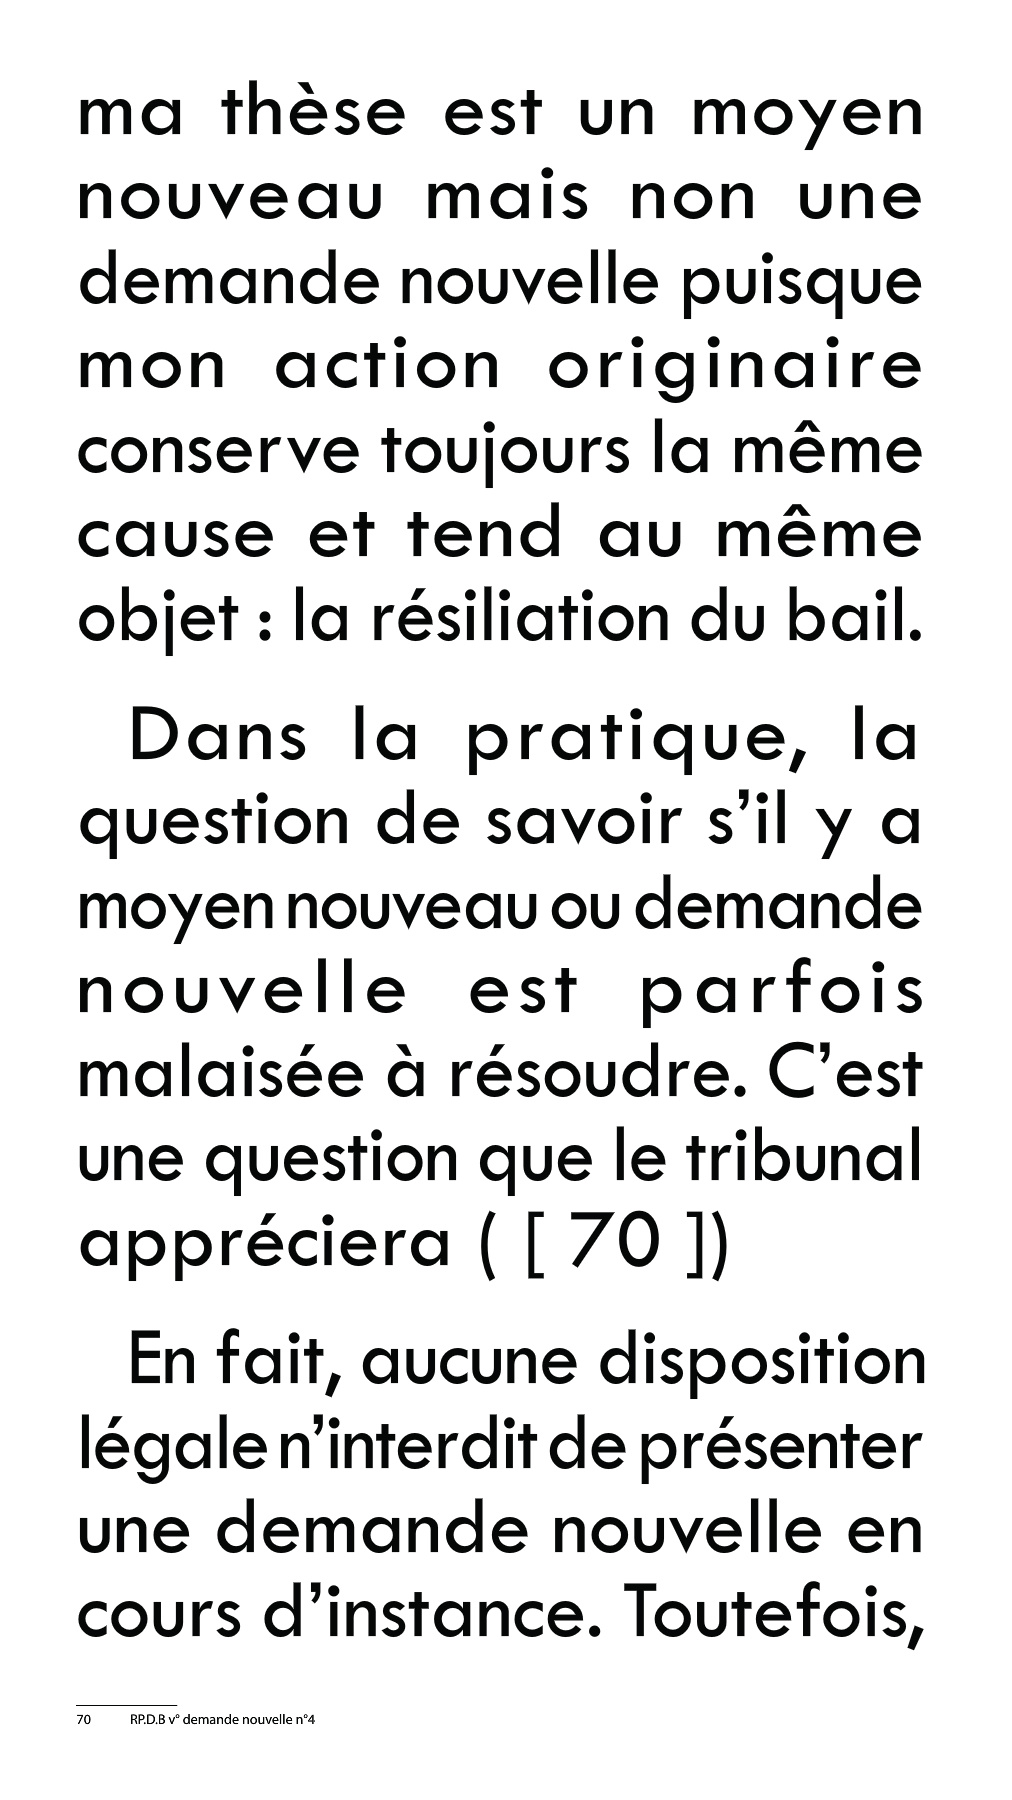 ma thèse est un moyen
nouveau mais non une
demande nouvelle puisque
mon action originaire
conserve toujours la même
cause et tend au même
objet : la résiliation du bail.
Dans la pratique, la
question de savoir s’il y a
moyen nouveau ou demande
nouvelle est parfois
malaisée à résoudre. C’est
une question que le tribunal
appréciera ( [ 70 ])
En fait, aucune disposition
légale n’interdit de présenter
une demande nouvelle en
cours d’instance. Toutefois,
70 RP.D.B v° demande nouvelle n°4